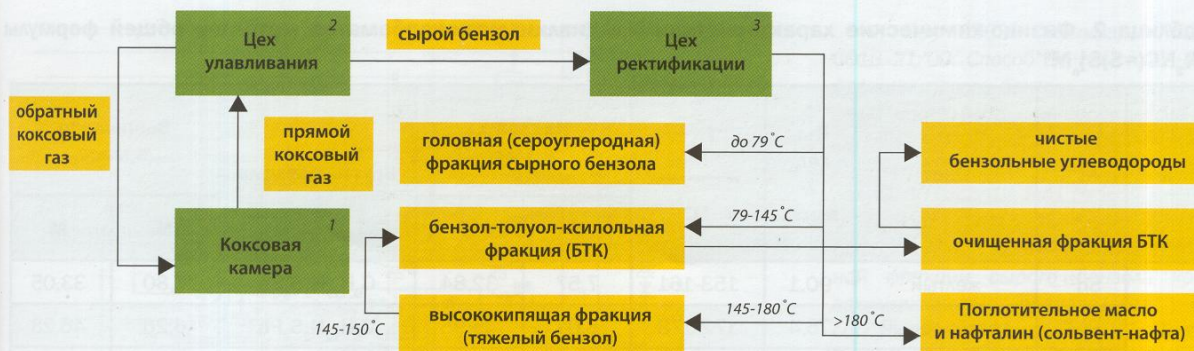 2
Цех
улавливания
сырой бензол
3
Цех
ректификации
обратный
коксовый
газ
прямой
коксовый
газ
головная (сероуглеродная)
фракция сырного бензола
до 79˚С
чистые
бензольные углеводороды
1
Коксовая
камера
бензол-толуол-ксилольная
фракция (БТК)
79-145˚С
очищенная фракция БТК
145-150˚С
высококипящая фракция
(тяжелый бензол)
145-180˚С
>180˚С
Поглотительное масло
и нафталин (сольвент-нафта)